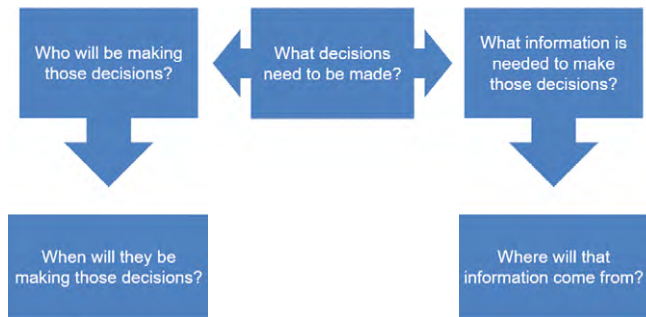 Who will be making
those decisions?
What decisions
need to be made?
What information is
needed to make
those decisions?
When will they be
making those decisions?
Where will that
information come from?